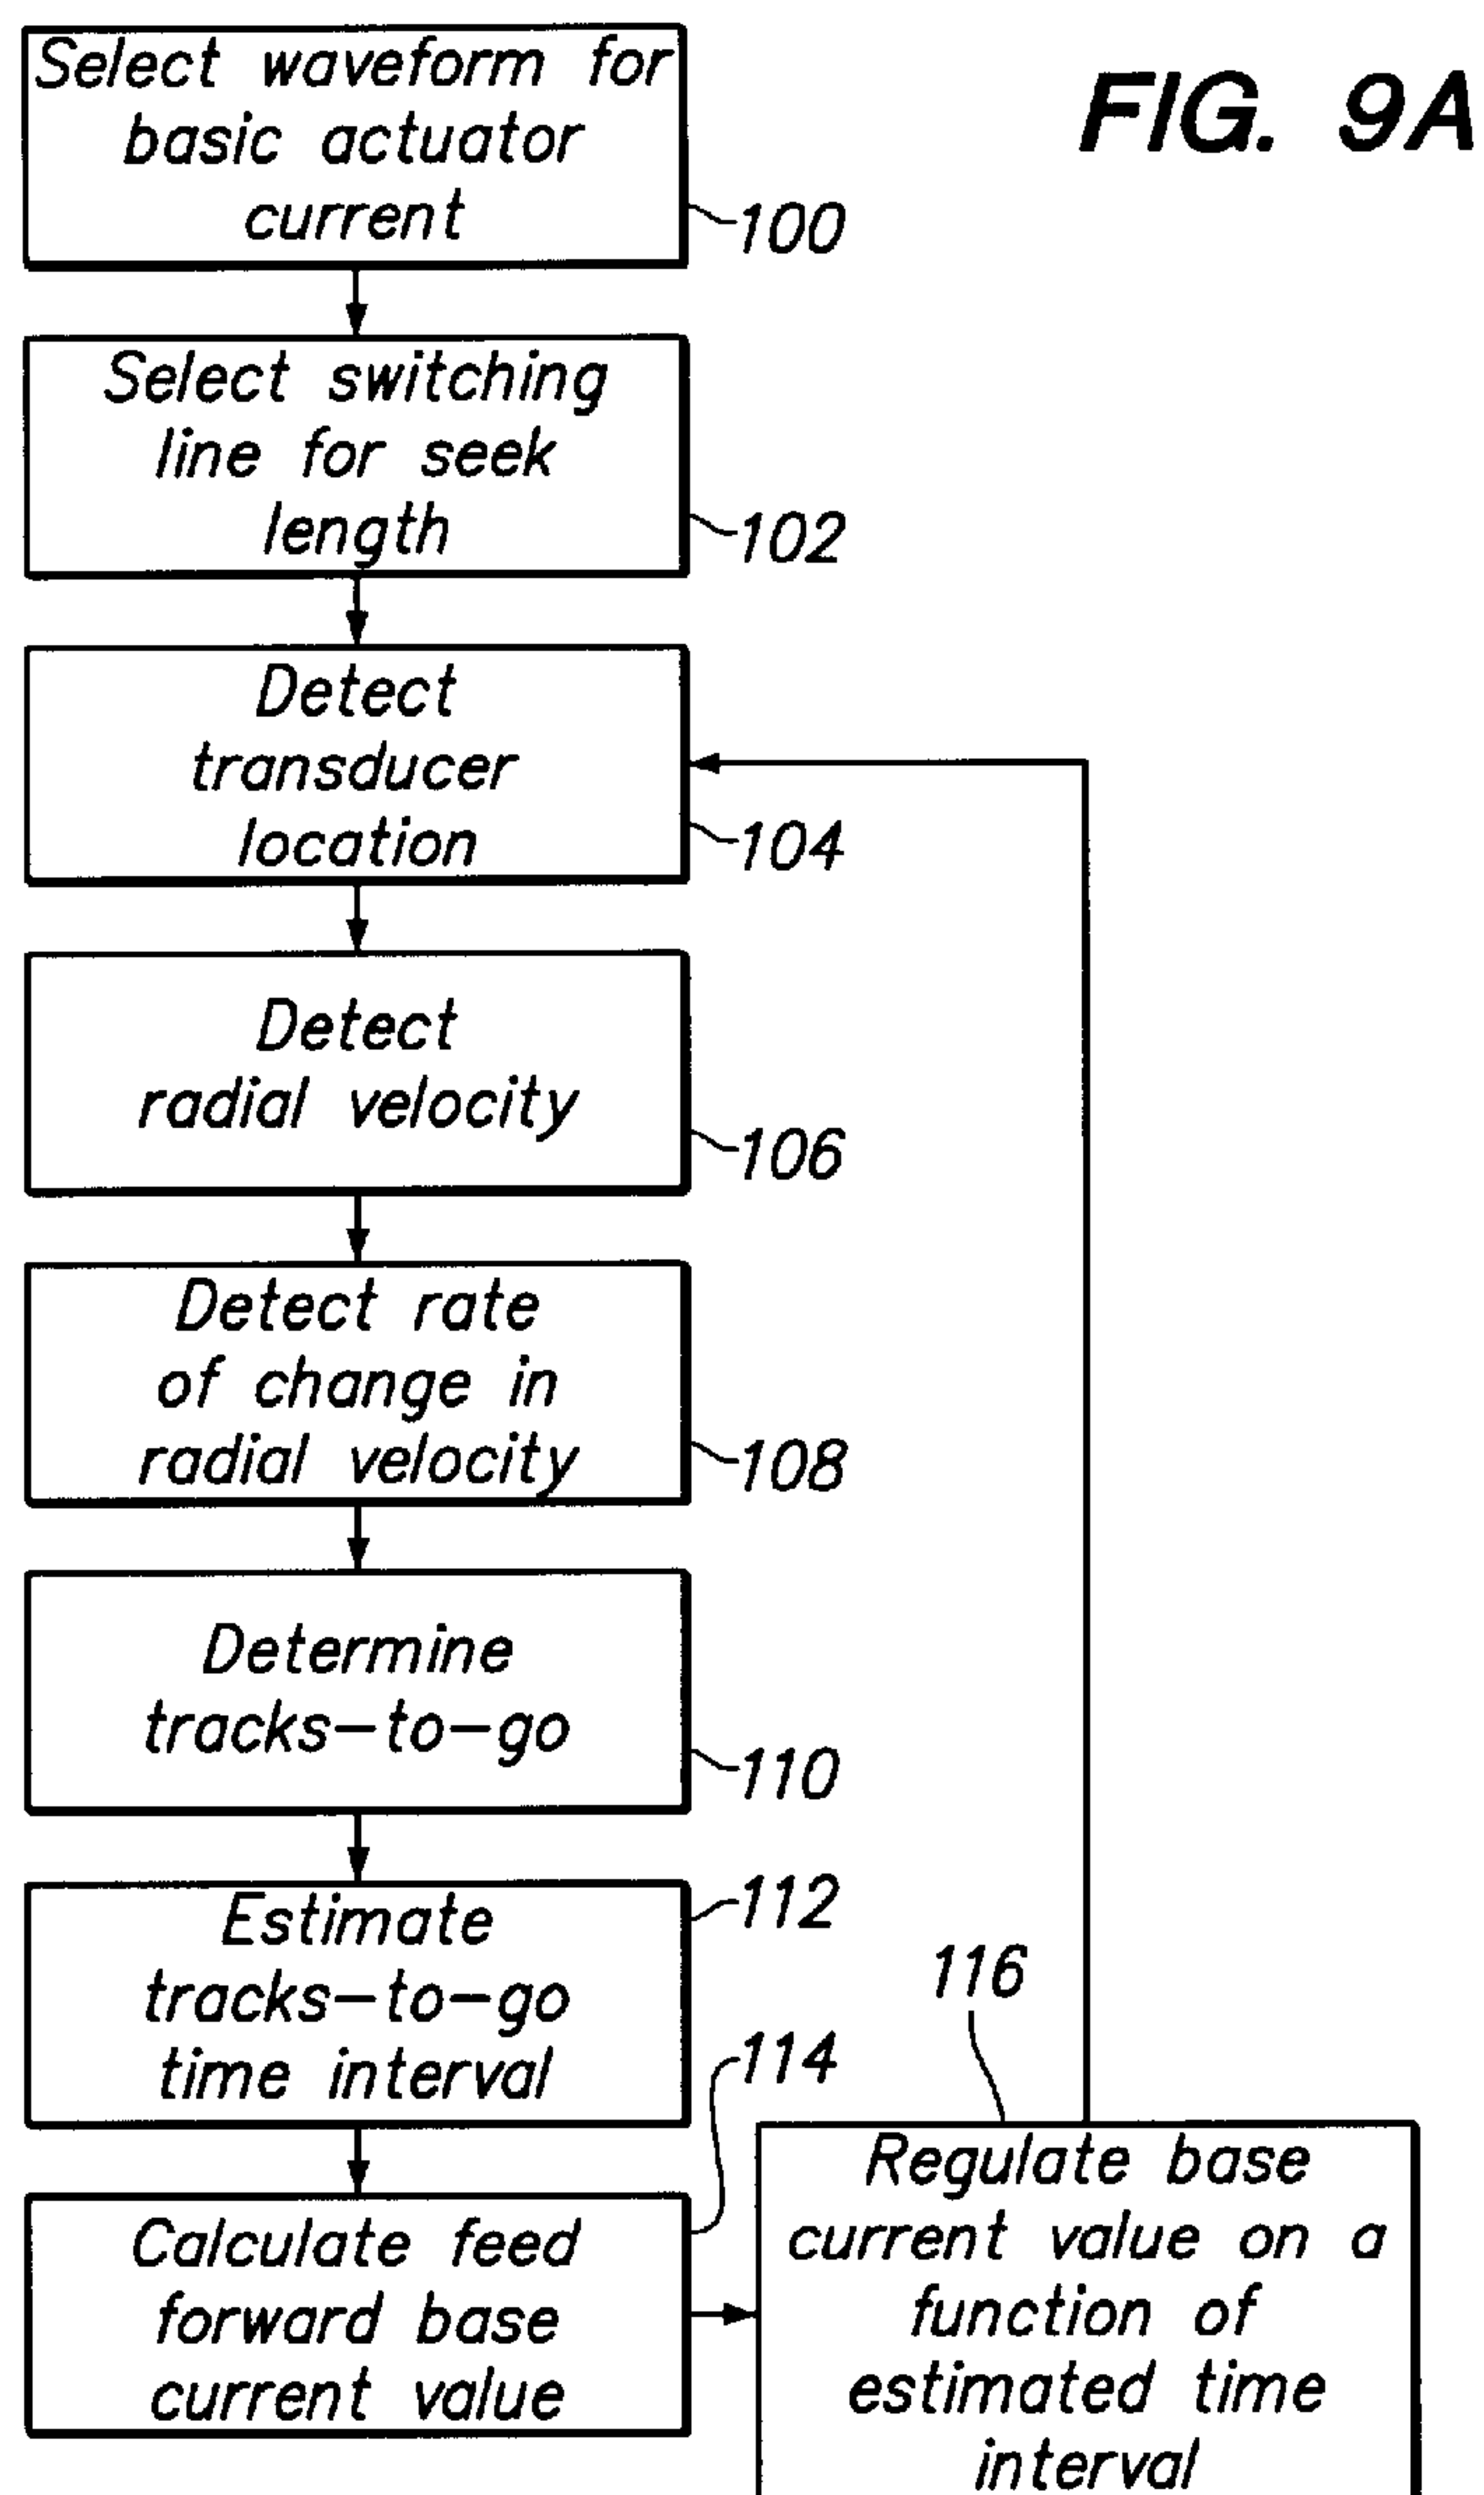 FIG. 9A
Select waveform for
basic actuator
current
100
Select switching
line for seek
length
102
Detect
transducer
location
104
Detect
radial velocity
106
Detect rate
of change in
radial velocity
108
Determine
tracks-to-go
110
Estimate
tracks-to-go
time interval
112
114
Calculate feed
forward base
current value
116
Regulate base
current value on a
function of
estimated time
interval